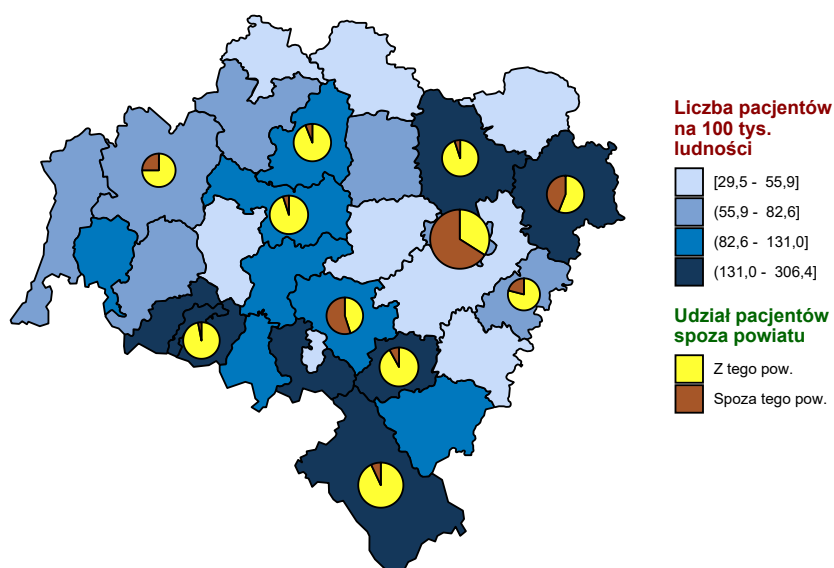 Liczba pacjentów
na 100 tys.
ludności
[29,5 - 55,9]
(55,9 - 82,6]
(82,6 - 131,0]
(131,0 - 306,4]
Udział pacjentów
spoza powiatu
Z tego pow.
Spoza tego pow.